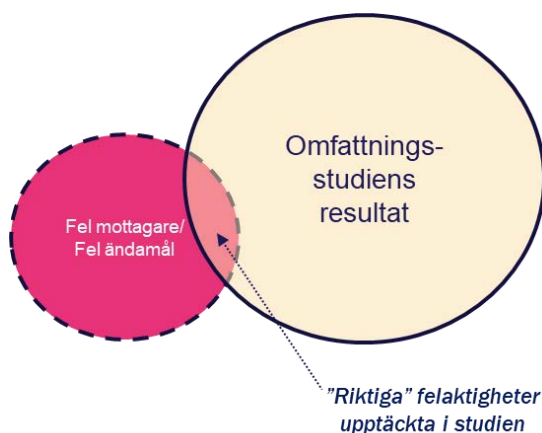 Omfattnings-
studiens
resultat
Fel mottagare/
Fel ändamål
”Riktiga” felaktigheter
upptäckta i studien